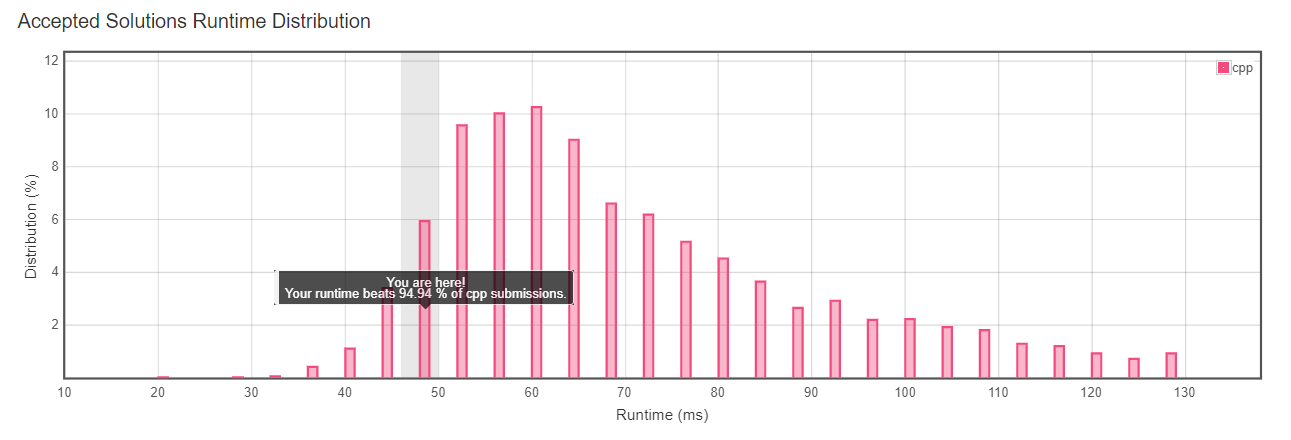 Accepted Solutions Runtime Distribution
12
cpp
10
8
6
4
2
Distribution (%)
You are here!
Your runtime beats 94.94 % of cpp submissions.
10 20 30 40 50 60 70 80 90 100 110 120 130
Runtime (ms)